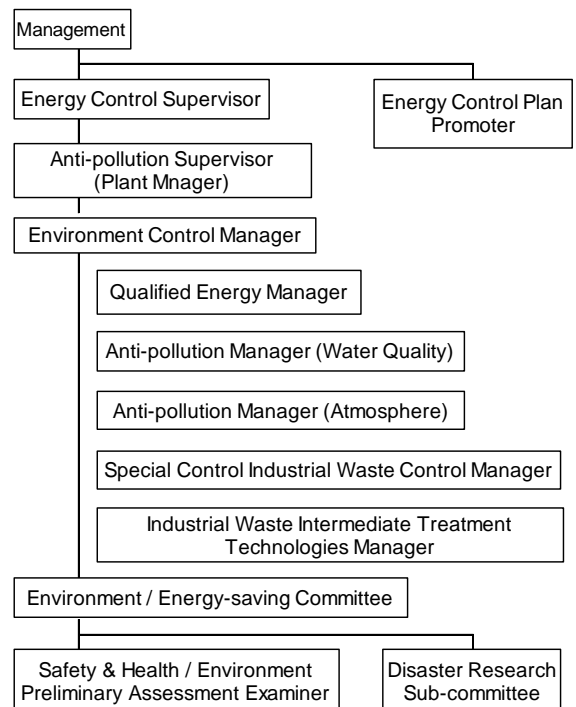 Management
Energy Control Supervisor
Energy Control Plan
Promoter
Anti-pollution Supervisor
(Plant Mnager)
Environment Control Manager
Qualified Energy Manager
Anti-pollution Manager (Water Quality)
Anti-pollution Manager (Atmosphere)
Special Control Industrial Waste Control Manager
Industrial Waste Intermediate Treatment
Technologies Manager
Environment / Energy-saving Committee
Safety & Health / Environment
Preliminary Assessment Examiner
Disaster Research
Sub-committee